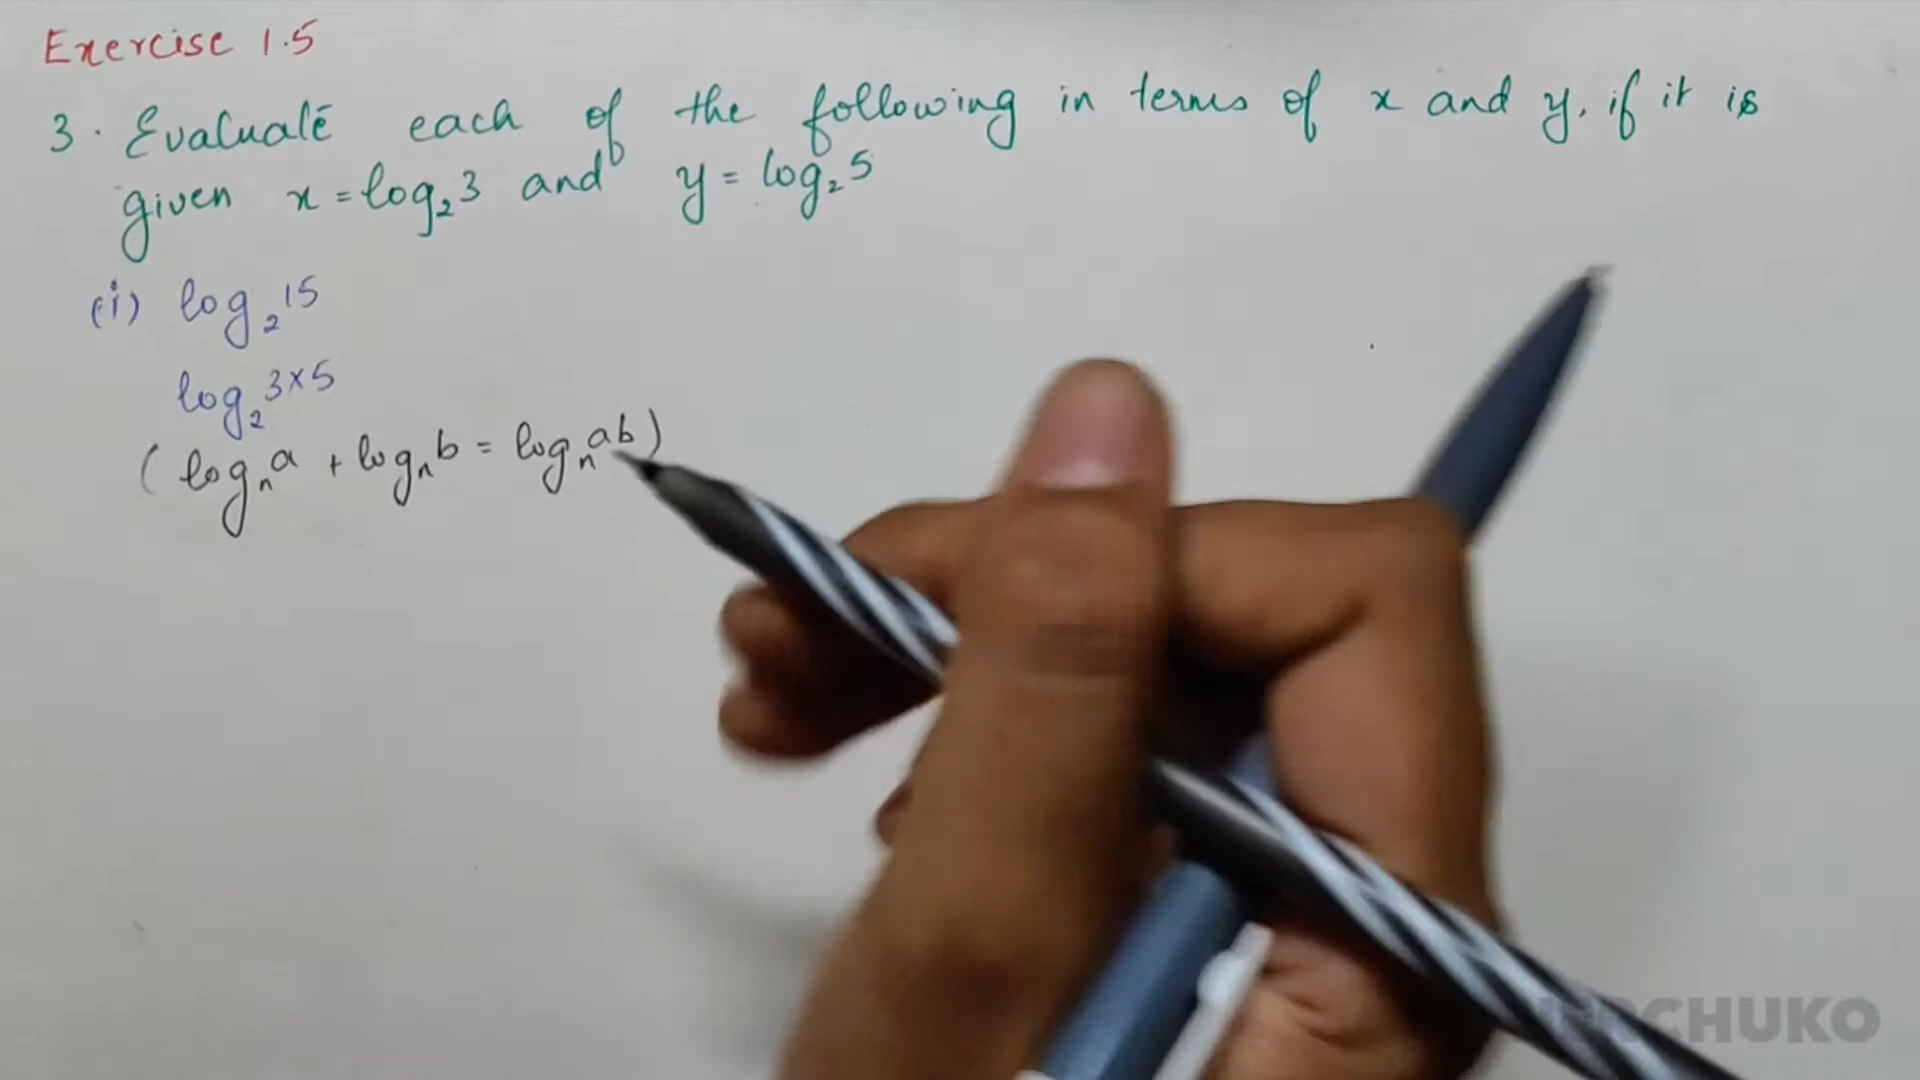 Exercise 1.5
3. Evaluate each of the following in terms of x and y, if it is
given x = log₂3 and y = log₂5
(i) log₂15
log₂3×5
(logₙa + logₙb = logₙab)
CHUKO